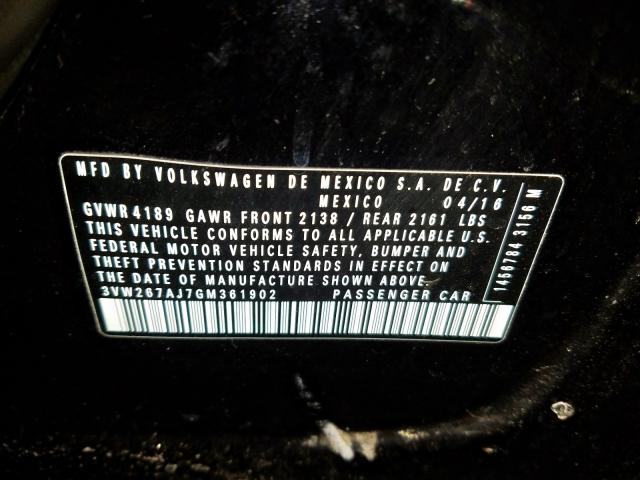 MFD BY VOLKSWAGEN DE MEXICO S.A. DE C.V.
MEXICO 04/16
GVWR 4189 GAWR FRONT 2138 / REAR 2161 LBS
THIS VEHICLE CONFORMS TO ALL APPLICABLE U.S.
FEDERAL MOTOR VEHICLE SAFETY, BUMPER AND
THEFT PREVENTION STANDARDS IN EFFECT ON
THE DATE OF MANUFACTURE SHOWN ABOVE.
3VW267AJ7GM361902 PASSENGER CAR
1456784 3156 M